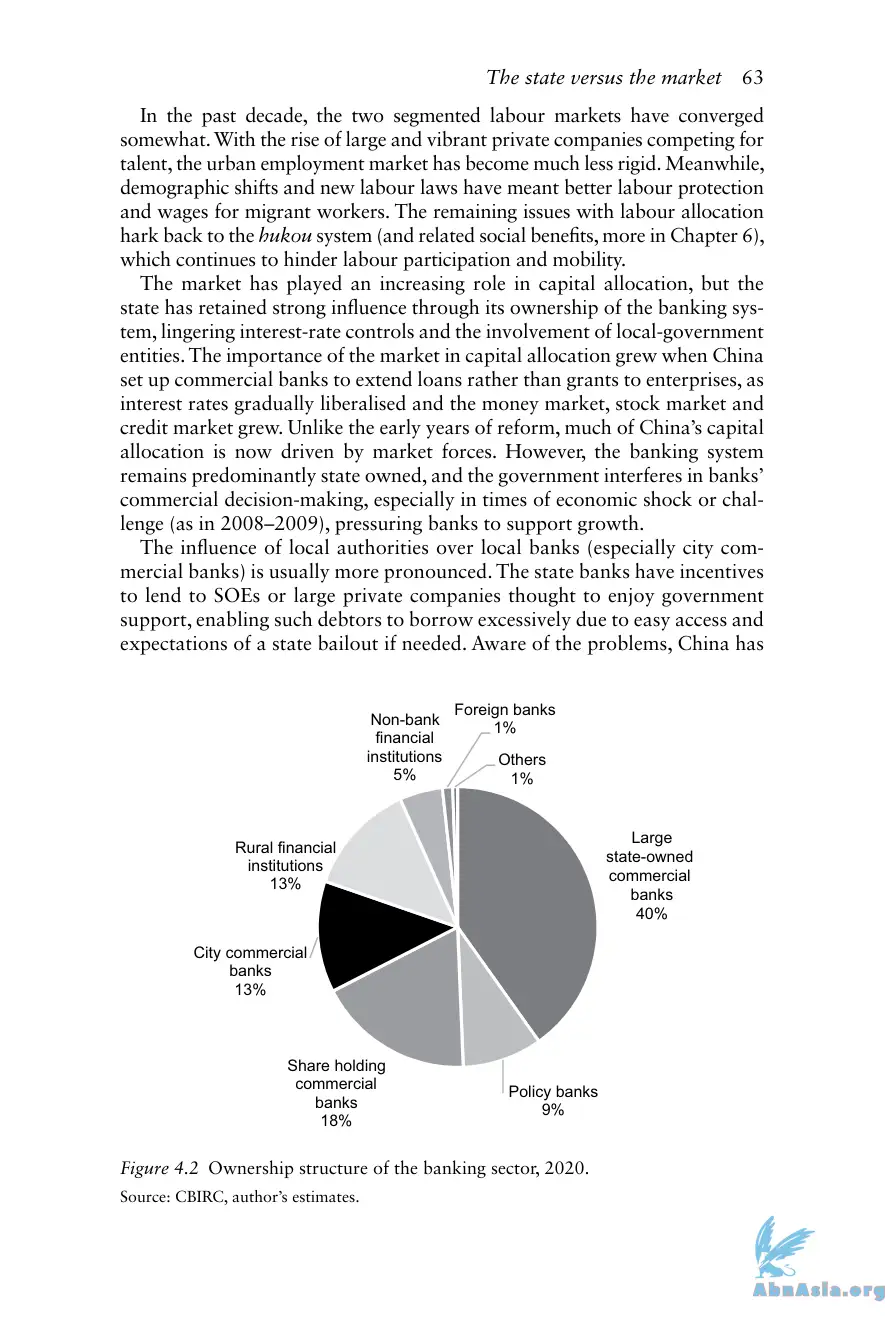 The state versus the market 63
In the past decade, the two segmented labour markets have converged
somewhat. With the rise of large and vibrant private companies competing for
talent, the urban employment market has become much less rigid. Meanwhile,
demographic shifts and new labour laws have meant better labour protection
and wages for migrant workers. The remaining issues with labour allocation
hark back to the hukou system (and related social benefits, more in Chapter 6),
which continues to hinder labour participation and mobility.
The market has played an increasing role in capital allocation, but the
state has retained strong influence through its ownership of the banking sys-
tem, lingering interest-rate controls and the involvement of local-government
entities. The importance of the market in capital allocation grew when China
set up commercial banks to extend loans rather than grants to enterprises, as
interest rates gradually liberalised and the money market, stock market and
credit market grew. Unlike the early years of reform, much of China's capital
allocation is now driven by market forces. However, the banking system
remains predominantly state owned, and the government interferes in banks'
commercial decision-making, especially in times of economic shock or chal-
lenge (as in 2008–2009), pressuring banks to support growth.
The influence of local authorities over local banks (especially city com-
mercial banks) is usually more pronounced. The state banks have incentives
to lend to SOEs or large private companies thought to enjoy government
support, enabling such debtors to borrow excessively due to easy access and
expectations of a state bailout if needed. Aware of the problems, China has
Foreign banks
1%
Non-bank
financial
institutions
5%
Others
1%
Large
state-owned
commercial
banks
40%
Rural financial
institutions
13%
City commercial
banks
13%
Share holding
commercial
banks
18%
Policy banks
9%
Figure 4.2 Ownership structure of the banking sector, 2020.
Source: CBIRC, author's estimates.
AbnAsia.org